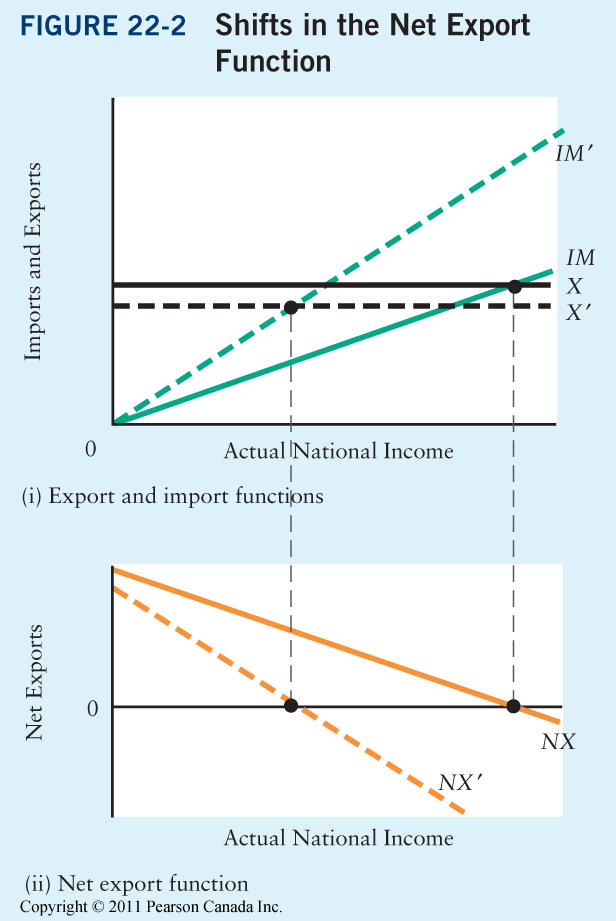 FIGURE 22-2 Shifts in the Net Export
Function
Imports and Exports
IM′
IM
X
X′
0
Actual National Income
(i) Export and import functions
Net Exports
0
NX
NX′
Actual National Income
(ii) Net export function
Copyright © 2011 Pearson Canada Inc.